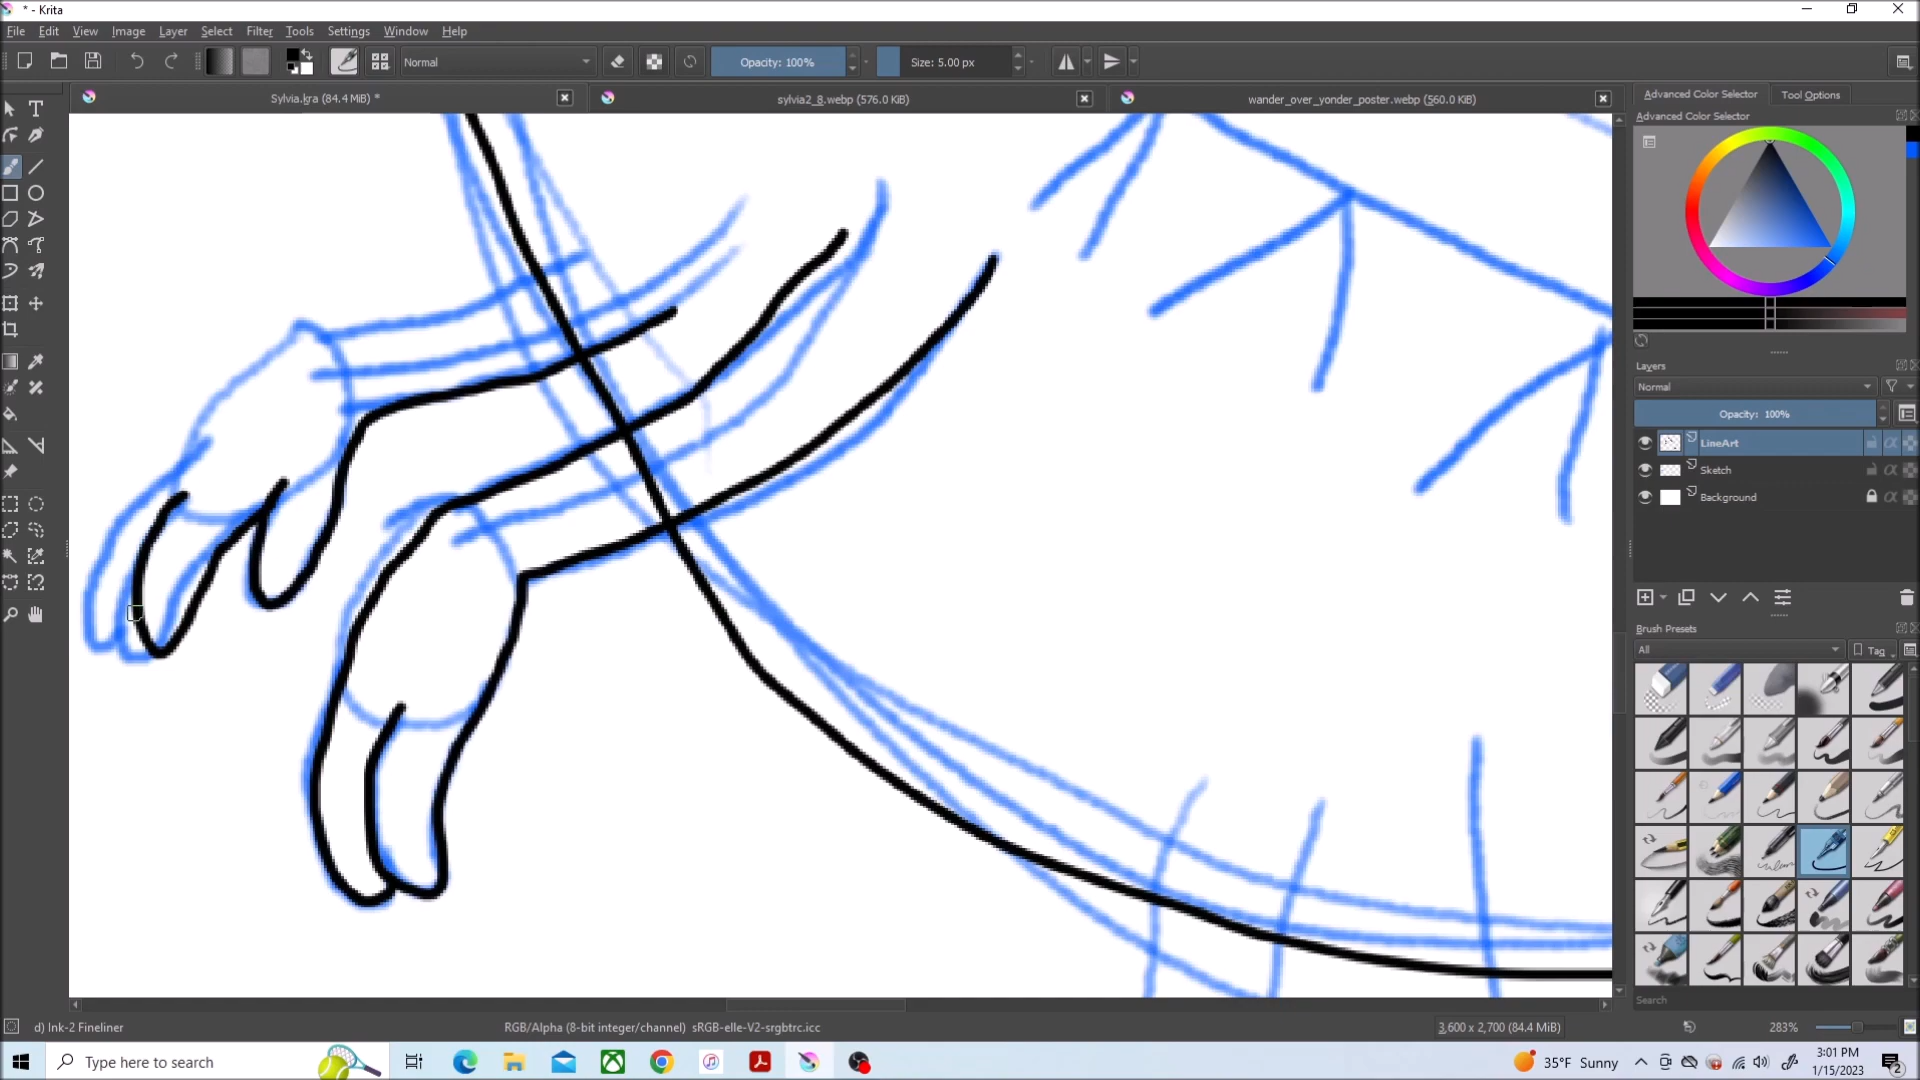 * - Krita
File Edit View Image Layer Select Filter Tools Settings Window Help
Normal Opacity: 100% Size: 5.00 px
Sylvia.kra (84.4 MiB) * sylvia2_8.webp (576.0 KiB) wander_over_yonder_poster.webp (560.0 KiB)
Advanced Color Selector Tool Options
Advanced Color Selector
Layers
Normal
Opacity: 100%
LineArt
Sketch
Background
Brush Presets
All Tag
Search
d) Ink-2 Fineliner RGB/Alpha (8-bit integer/channel) sRGB-elle-V2-srgbtrc.icc 3,600 x 2,700 (84.4 MiB) 283%
Type here to search 35°F Sunny 3:01 PM
1/15/2023 2